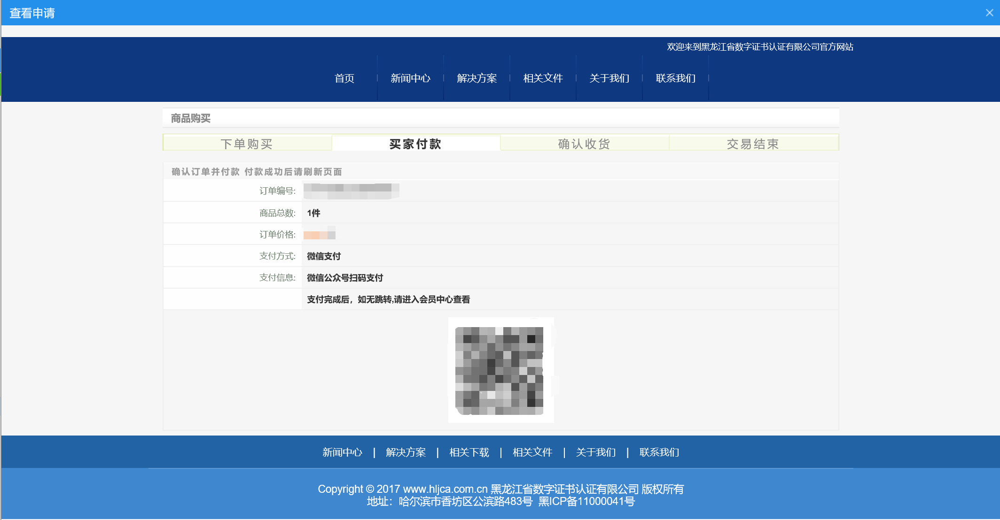 查看申请
欢迎来到黑龙江省数字证书认证有限公司官方网站
首页 新闻中心 解决方案 相关文件 关于我们 联系我们
商品购买
下单购买 买家付款 确认收货 交易结束
确认订单并付款 付款成功后请刷新页面
订单编号:
商品总数: 1件
订单价格:
支付方式: 微信支付
支付信息: 微信公众号扫码支付
支付完成后，如无跳转,请进入会员中心查看
新闻中心 | 解决方案 | 相关下载 | 相关文件 | 关于我们 | 联系我们
Copyright © 2017 www.hljca.com.cn 黑龙江省数字证书认证有限公司 版权所有
地址：哈尔滨市香坊区公滨路483号 黑ICP备11000041号